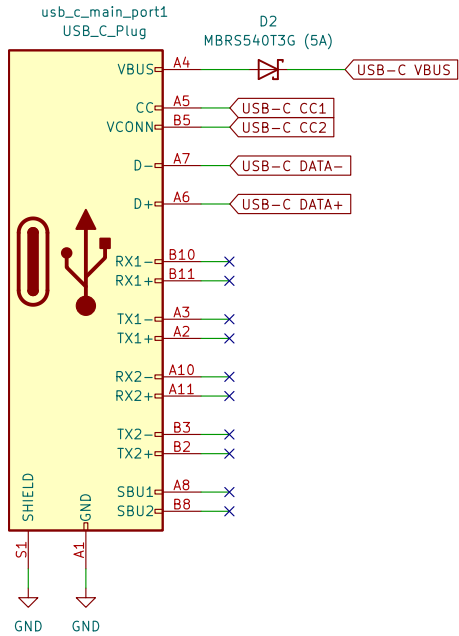 usb_c_main_port1
USB_C_Plug
D2
MBRS540T3G (5A)
VBUS A4 USB-C VBUS
CC A5 USB-C CC1
VCONN B5 USB-C CC2
D- A7 USB-C DATA-
D+ A6 USB-C DATA+
RX1- B10
RX1+ B11
TX1- A3
TX1+ A2
RX2- A10
RX2+ A11
TX2- B3
TX2+ B2
SBU1 A8
SBU2 B8
SHIELD
GND
S1
A1
GND
GND